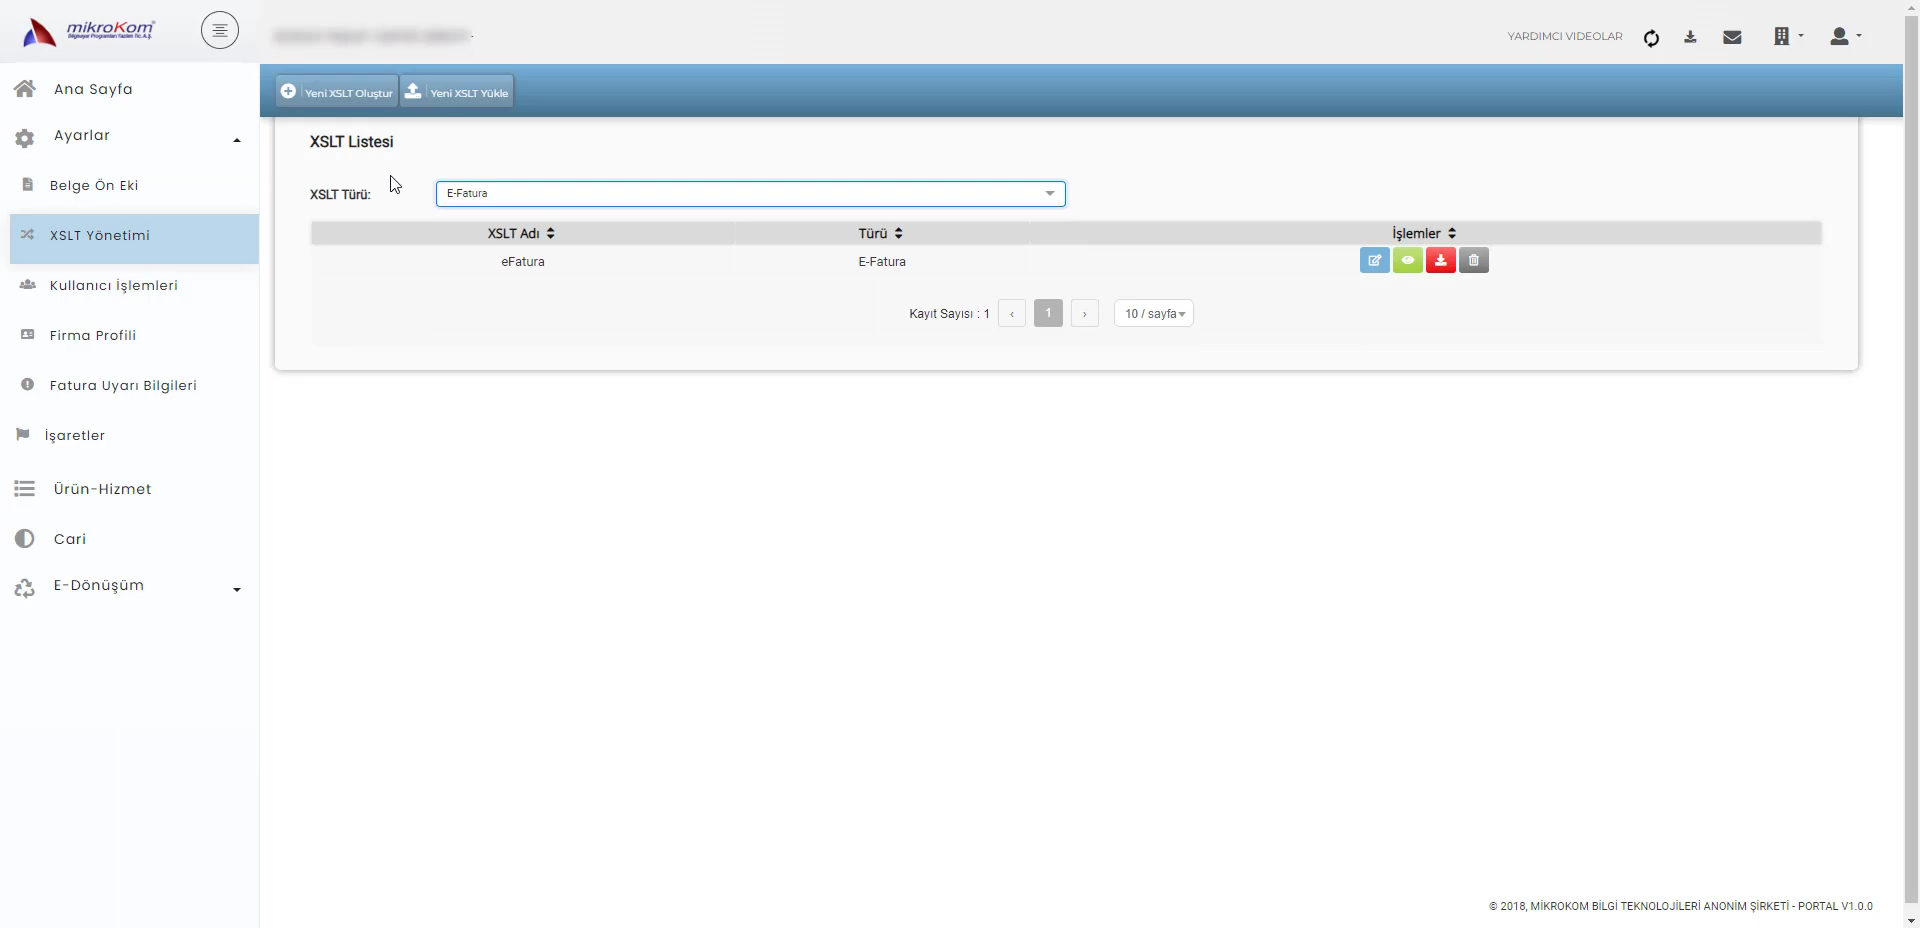 mikroKom
YARDIMCI VIDEOLAR
Ana Sayfa
Ayarlar
Belge Ön Eki
XSLT Yönetimi
Kullanıcı İşlemleri
Firma Profili
Fatura Uyarı Bilgileri
İşaretler
Ürün-Hizmet
Cari
E-Dönüşüm
Yeni XSLT Oluştur
Yeni XSLT Yükle
XSLT Listesi
XSLT Türü:
E-Fatura
XSLT Adı Türü İşlemler
eFatura E-Fatura
Kayıt Sayısı : 1 ‹ 1 › 10 / sayfa
© 2018, MİKROKOM BİLGİ TEKNOLOJİLERİ ANONİM ŞİRKETİ - PORTAL V1.0.0